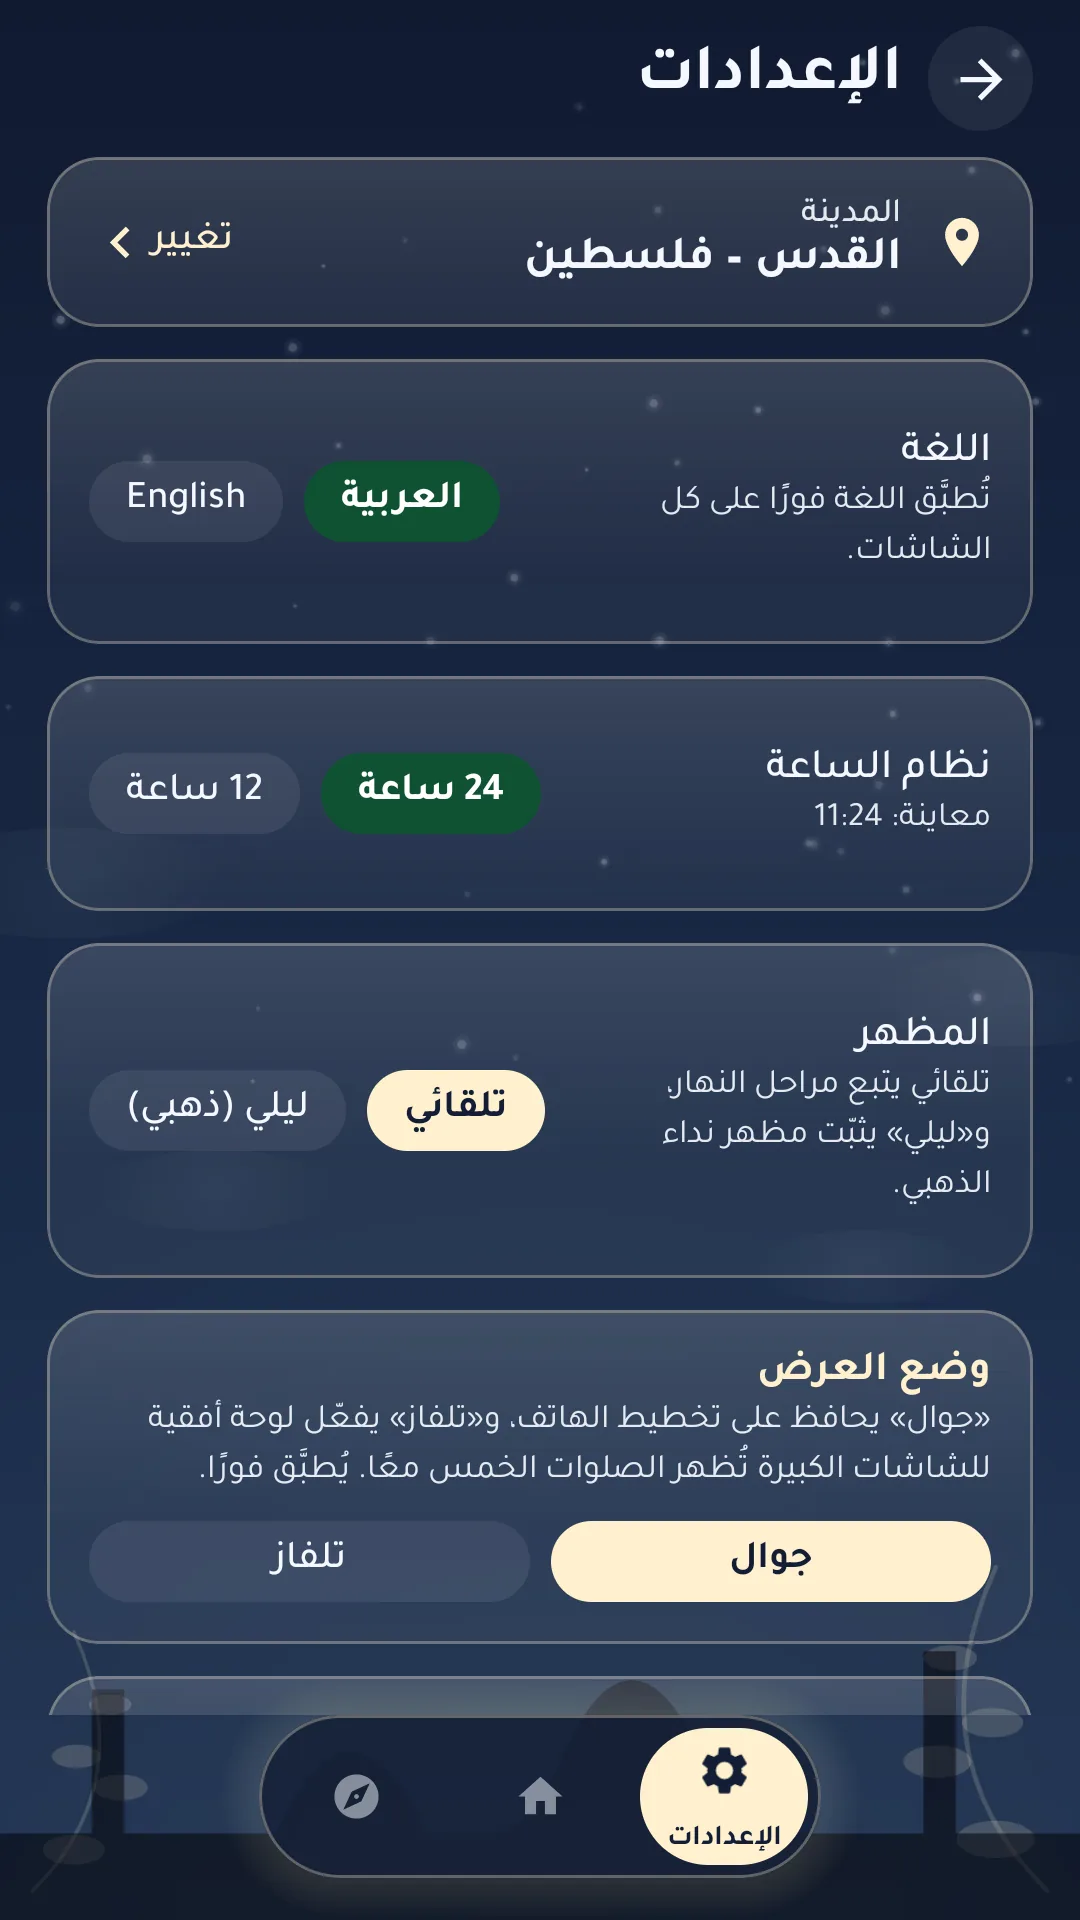 الإعدادات
المدينة
القدس - فلسطين
تغيير
اللغة
تُطبَّق اللغة فورًا على كل
الشاشات.
العربية
English
نظام الساعة
معاينة: 11:24
24 ساعة
12 ساعة
المظهر
تلقائي يتبع مراحل النهار،
و«ليلي» يثبّت مظهر نداء
الذهبي.
تلقائي
ليلي (ذهبي)
وضع العرض
«جوال» يحافظ على تخطيط الهاتف، و«تلفاز» يفعّل لوحة أفقية
للشاشات الكبيرة تُظهر الصلوات الخمس معًا. يُطبَّق فورًا.
جوال
تلفاز
الإعدادات